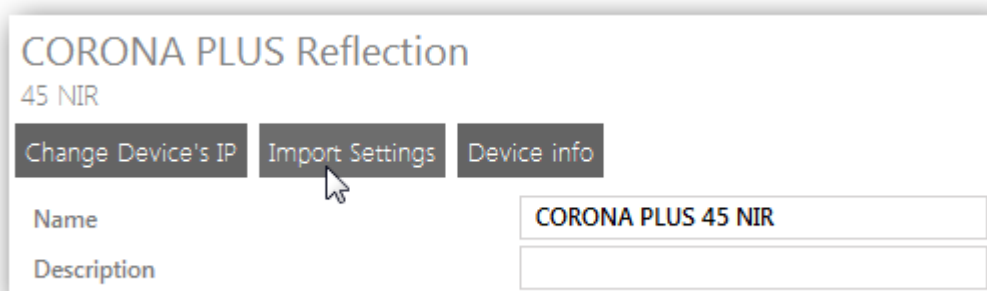 CORONA PLUS Reflection
45 NIR
Change Device's IP Import Settings Device info
Name CORONA PLUS 45 NIR
Description